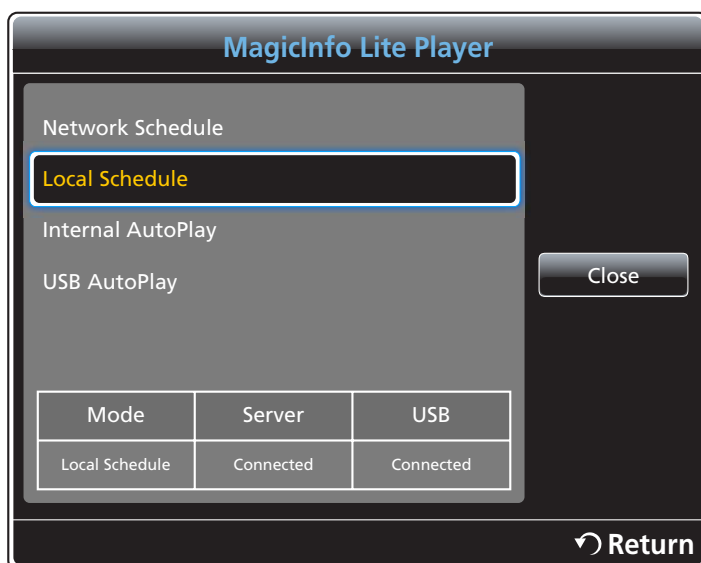 MagicInfo Lite Player
Network Schedule
Local Schedule
Internal AutoPlay
USB AutoPlay
Close
Mode Server USB
Local Schedule Connected Connected
Return